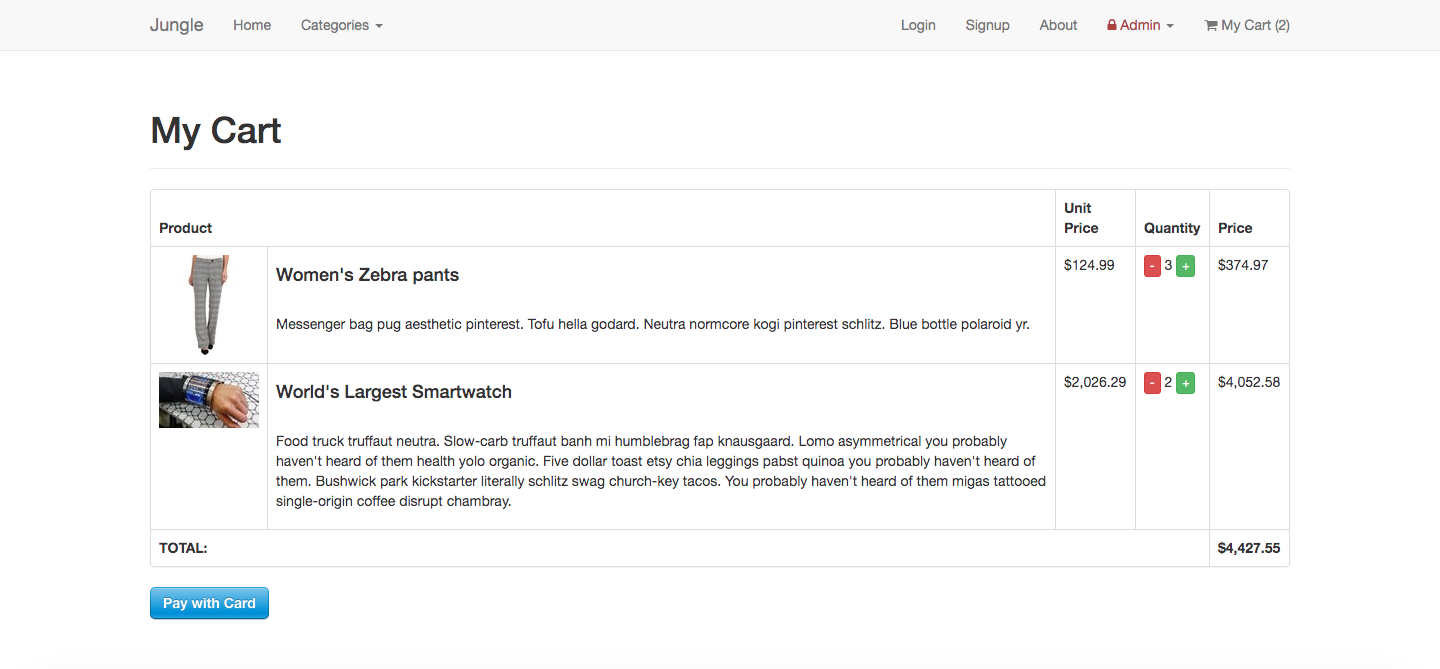 Jungle Home Categories Login Signup About Admin My Cart (2)
My Cart
Product Unit Price Quantity Price
Women's Zebra pants $124.99 - 3 + $374.97
Messenger bag pug aesthetic pinterest. Tofu hella godard. Neutra normcore kogi pinterest schlitz. Blue bottle polaroid yr.
World's Largest Smartwatch $2,026.29 - 2 + $4,052.58
Food truck truffaut neutra. Slow-carb truffaut banh mi humblebrag fap knausgaard. Lomo asymmetrical you probably
haven't heard of them health yolo organic. Five dollar toast etsy chia leggings pabst quinoa you probably haven't heard of
them. Bushwick park kickstarter literally schlitz swag church-key tacos. You probably haven't heard of them migas tattooed
single-origin coffee disrupt chambray.
TOTAL: $4,427.55
Pay with Card